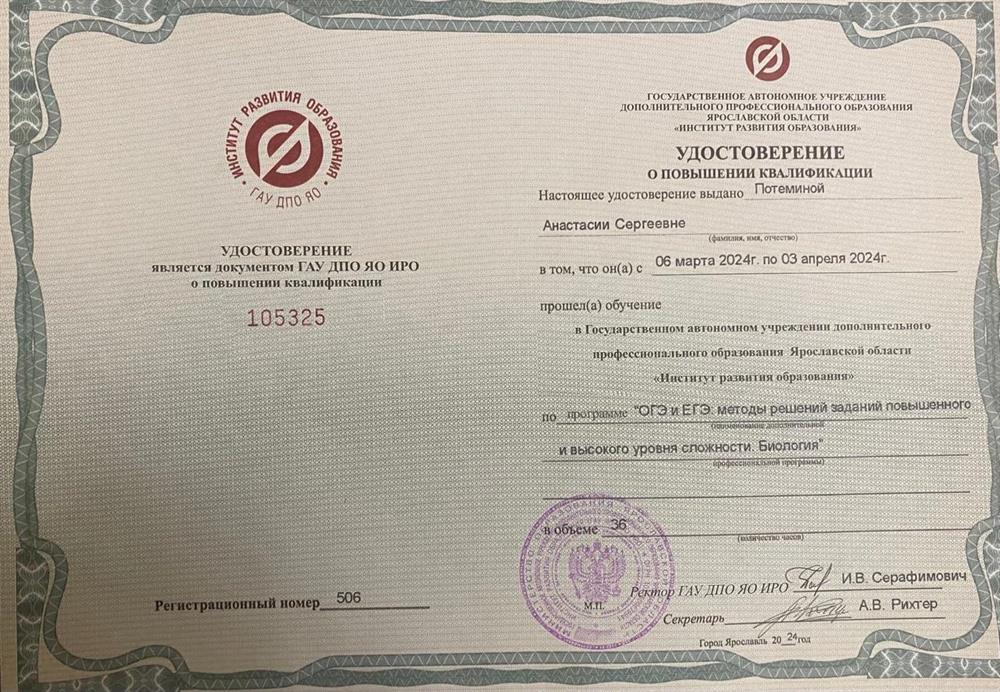 ИНСТИТУТ РАЗВИТИЯ ОБРАЗОВАНИЯ
ГАУ ДПО ЯО
УДОСТОВЕРЕНИЕ
является документом ГАУ ДПО ЯО ИРО
о повышении квалификации
105325
Регистрационный номер 506
ГОСУДАРСТВЕННОЕ АВТОНОМНОЕ УЧРЕЖДЕНИЕ
ДОПОЛНИТЕЛЬНОГО ПРОФЕССИОНАЛЬНОГО ОБРАЗОВАНИЯ
ЯРОСЛАВСКОЙ ОБЛАСТИ
«ИНСТИТУТ РАЗВИТИЯ ОБРАЗОВАНИЯ»
УДОСТОВЕРЕНИЕ
О ПОВЫШЕНИИ КВАЛИФИКАЦИИ
Настоящее удостоверение выдано Потеминой
Анастасии Сергеевне
(фамилия, имя, отчество)
в том, что он(а) с 06 марта 2024г. по 03 апреля 2024г.
прошел(а) обучение
в Государственном автономном учреждении дополнительного
профессионального образования Ярославской области
«Институт развития образования»
по программе "ОГЭ и ЕГЭ: методы решений заданий повышенного
(наименование дополнительной
и высокого уровня сложности. Биология"
профессиональной программы)
в объеме 36
(количество часов)
М.П.
Ректор ГАУ ДПО ЯО ИРО И.В. Серафимович
Секретарь А.В. Рихтер
Город Ярославль 2024год